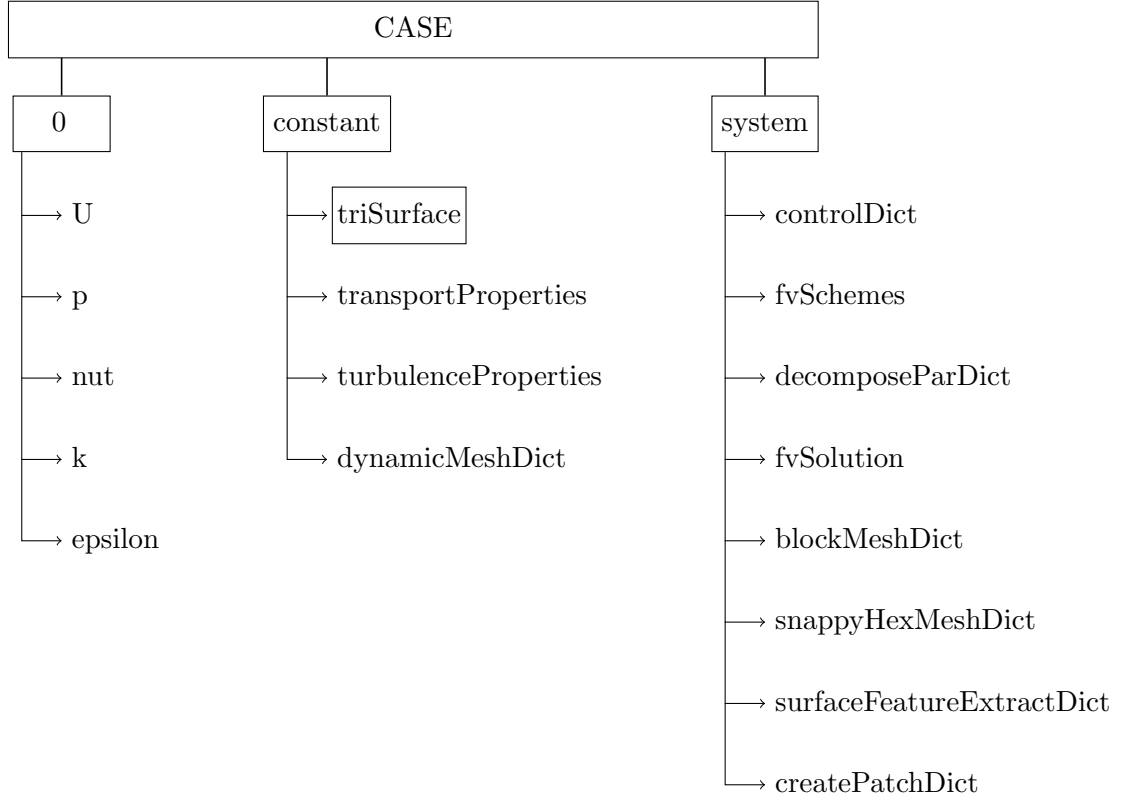 CASE
0
constant
system
U
triSurface
controlDict
p
transportProperties
fvSchemes
nut
turbulenceProperties
decomposeParDict
k
dynamicMeshDict
fvSolution
epsilon
blockMeshDict
snappyHexMeshDict
surfaceFeatureExtractDict
createPatchDict